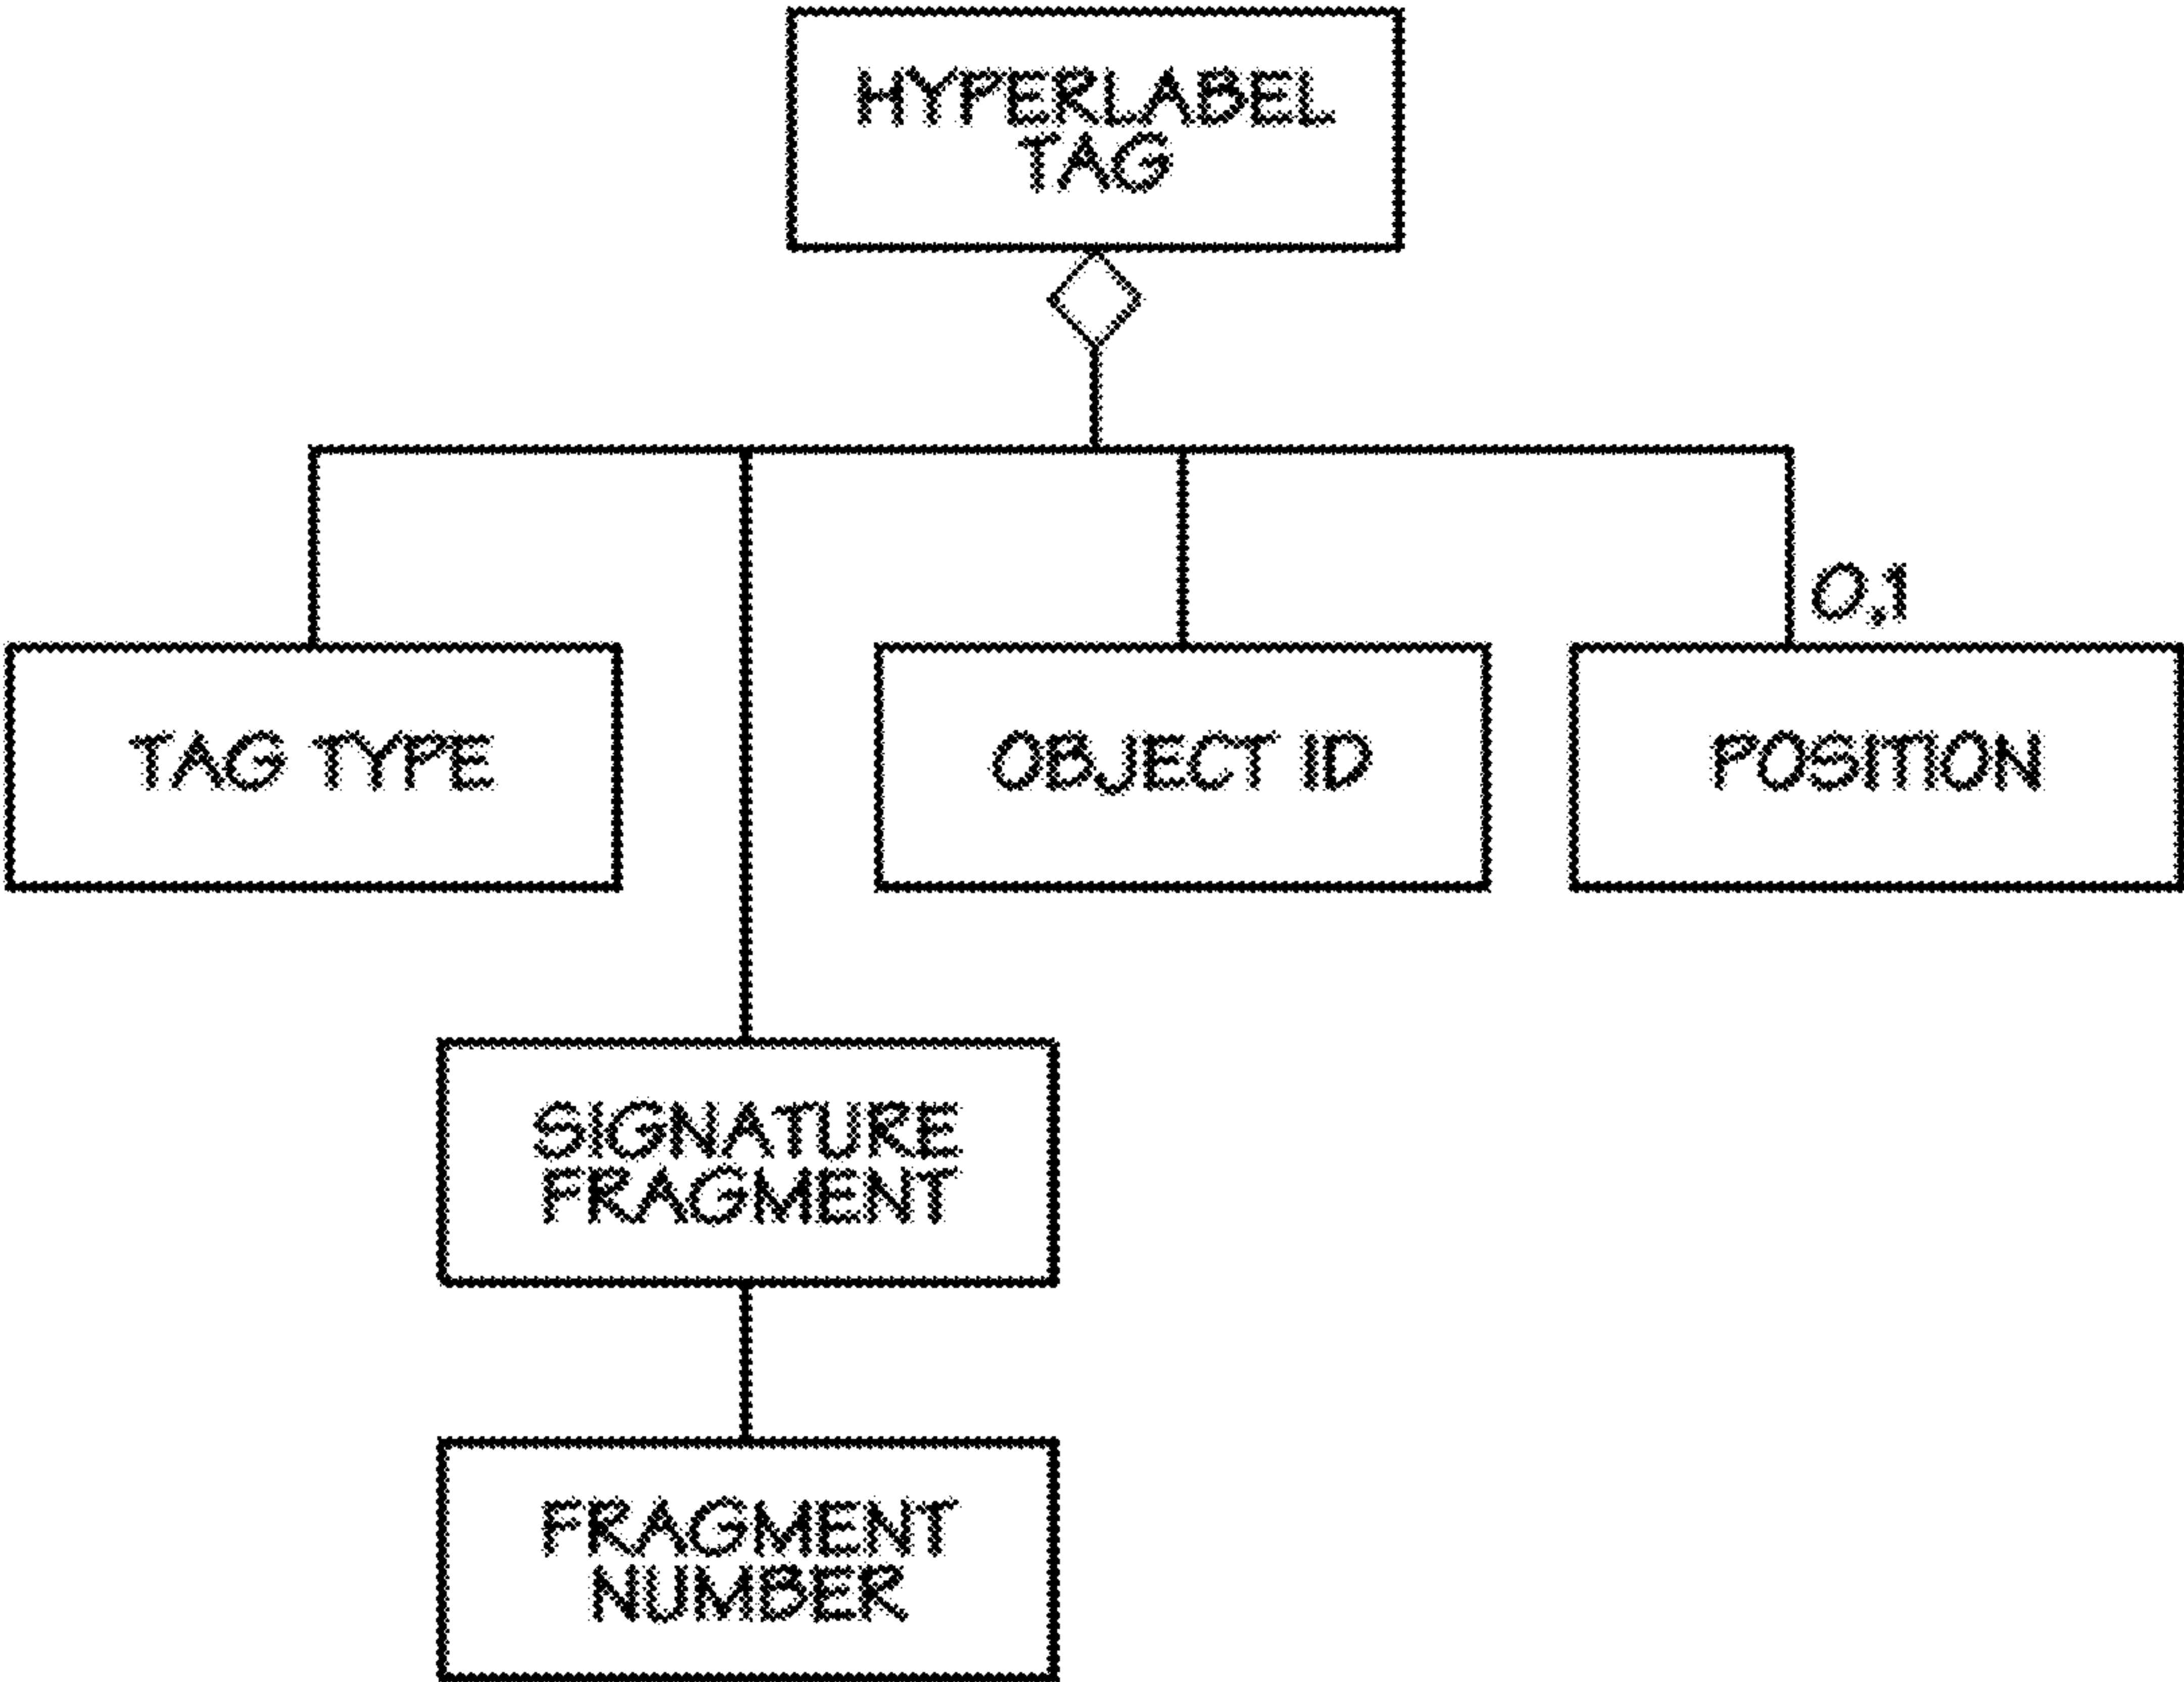 HYPERLABEL
TAG
0,1
TAG TYPE
OBJECT ID
POSITION
SIGNATURE
FRAGMENT
FRAGMENT
NUMBER